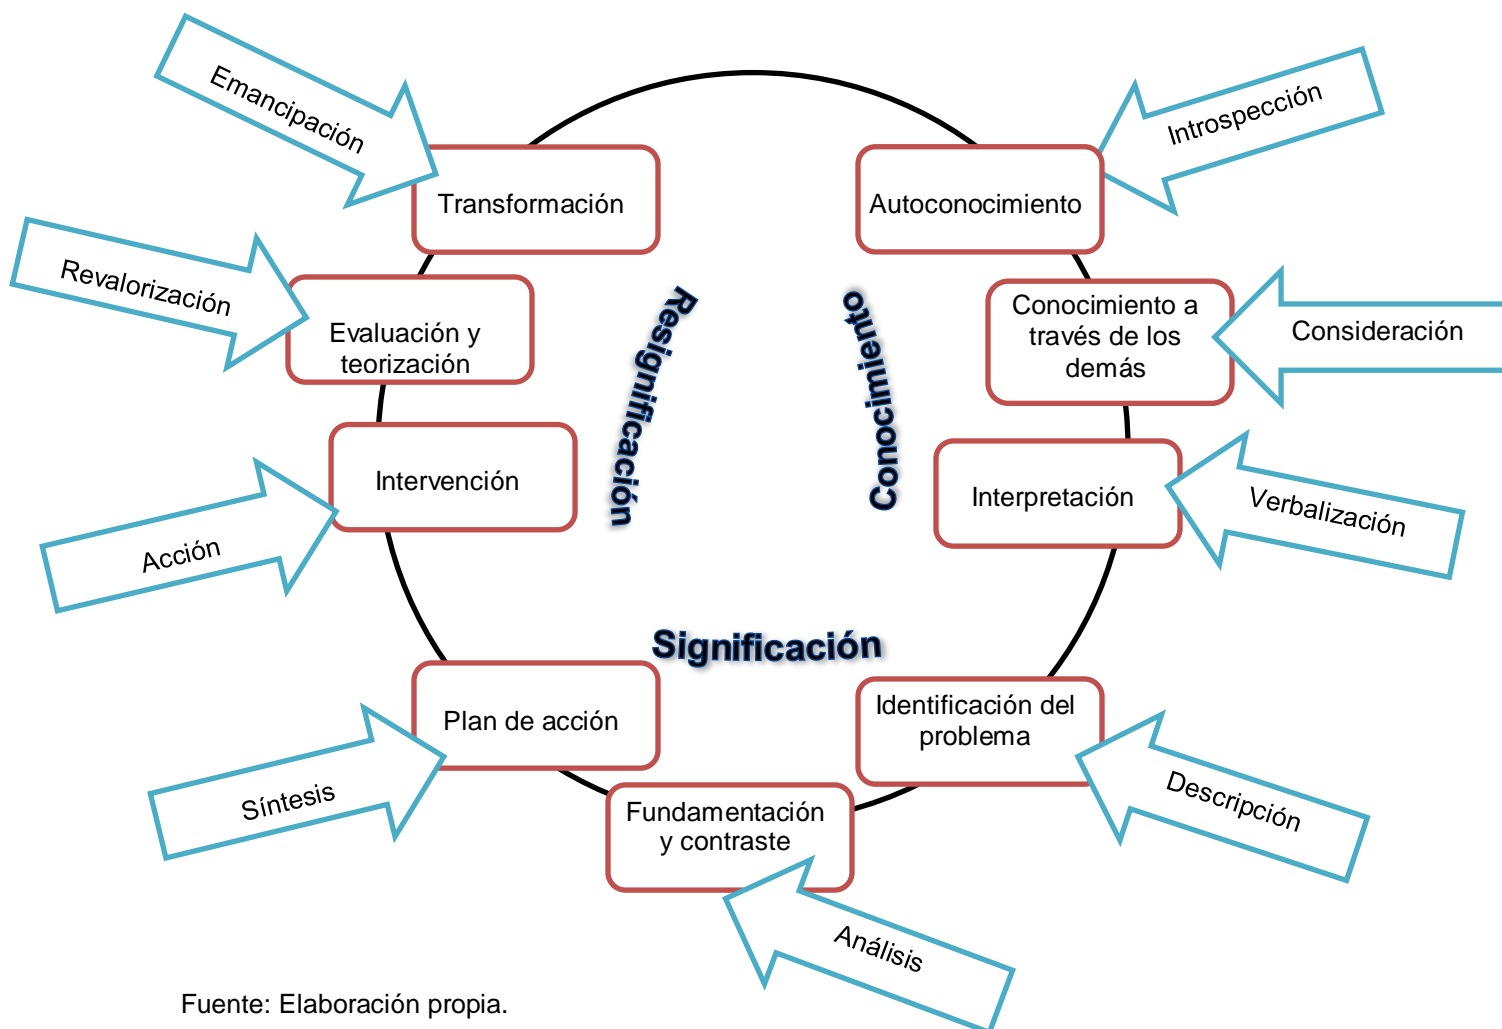 Emancipación
Introspección
Transformación
Autoconocimiento
Revalorización
Evaluación y
teorización
Resignificación
Conocimiento
Conocimiento a
través de los
demás
Consideración
Intervención
Interpretación
Verbalización
Acción
Significación
Plan de acción
Identificación del
problema
Síntesis
Fundamentación
y contraste
Descripción
Análisis
Fuente: Elaboración propia.